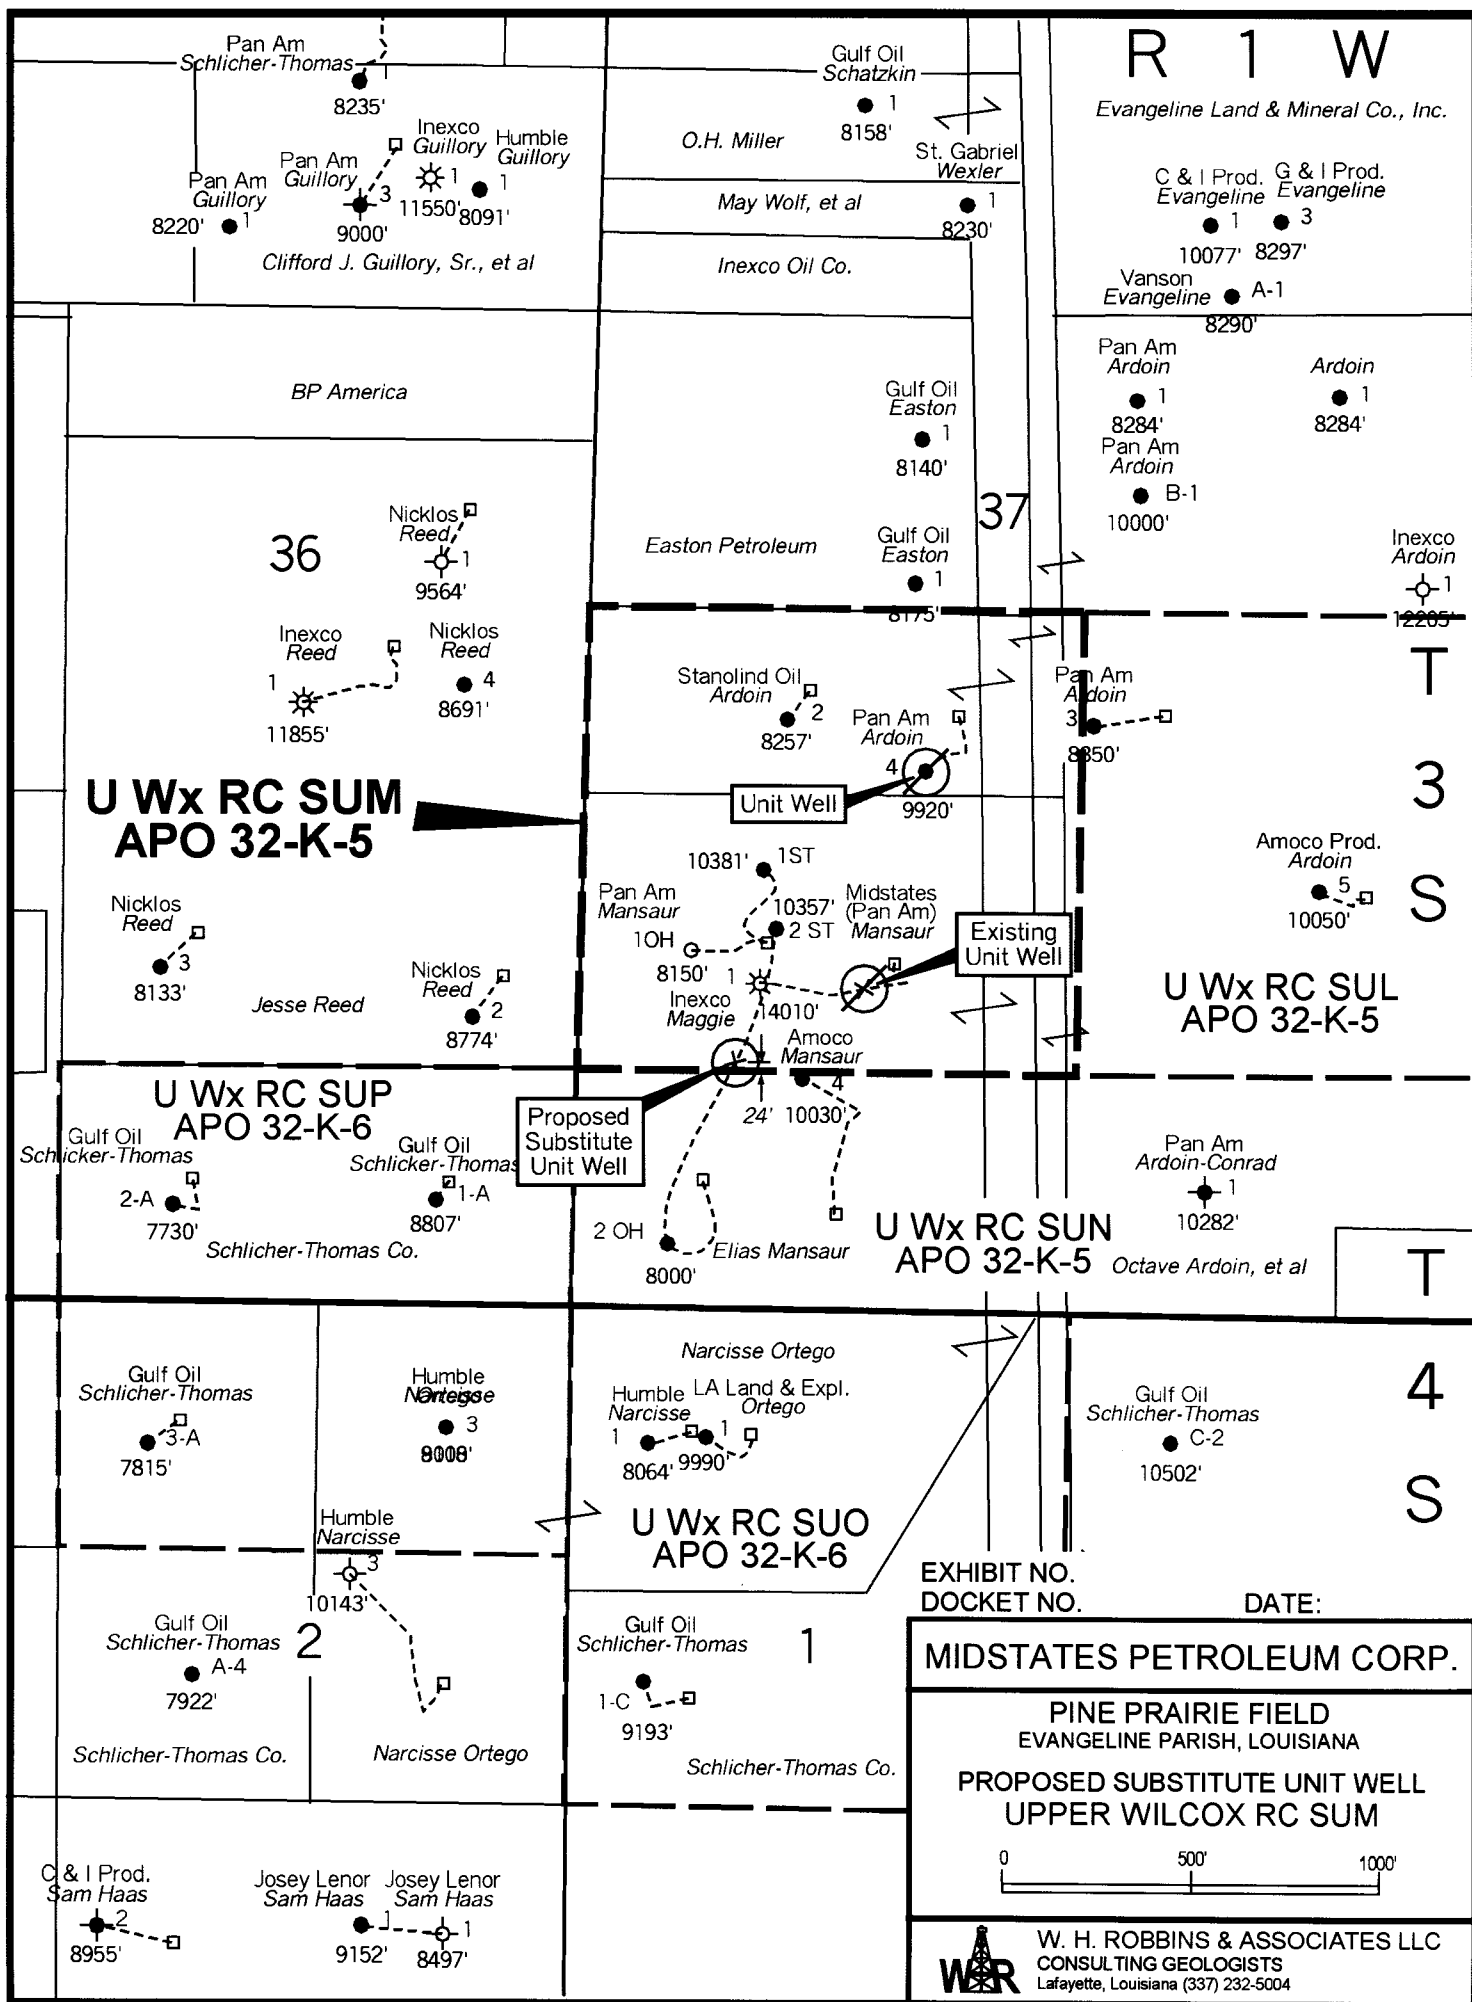 R 1 W
Evangeline Land & Mineral Co., Inc.
Pan Am
Schlicher-Thomas
1
8235'
Gulf Oil
Schatzkin
1
8158'
O.H. Miller
St. Gabriel
Wexler
1
8230'
Inexco
Guillory
1
11550'
Humble
Guillory
1
8091'
Pan Am
Guillory
3
9000'
Pan Am
Guillory
8220' 1
Clifford J. Guillory, Sr., et al
May Wolf, et al
Inexco Oil Co.
C & I Prod.
Evangeline
1
10077'
G & I Prod.
Evangeline
3
8297'
Vanson
Evangeline
A-1
8290'
BP America
Pan Am
Ardoin
1
8284'
Ardoin
1
8284'
Pan Am
Ardoin
B-1
10000'
Gulf Oil
Easton
1
8140'
37
36
Nicklos
Reed
1
9564'
Easton Petroleum
Gulf Oil
Easton
1
8175'
Inexco
Ardoin
1
12205'
Inexco
Reed
1
11855'
Nicklos
Reed
4
8691'
Stanolind Oil
Ardoin
2
8257'
Pan Am
Ardoin
4
9920'
Pan Am
Ardoin
3
8350'
T
3
S
U Wx RC SUM
APO 32-K-5
Unit Well
10381' 1ST
Pan Am
Mansaur
1OH
8150'
10357'
2 ST
Midstates
(Pan Am)
Mansaur
Existing
Unit Well
Amoco Prod.
Ardoin
5
10050'
Nicklos
Reed
3
8133'
Jesse Reed
Nicklos
Reed
2
8774'
1
Inexco
Maggie
14010'
U Wx RC SUL
APO 32-K-5
Amoco
Mansaur
4
10030'
24'
U Wx RC SUP
APO 32-K-6
Proposed
Substitute
Unit Well
Gulf Oil
Schlicker-Thomas
2-A
7730'
Gulf Oil
Schlicker-Thomas
1-A
8807'
Schlicher-Thomas Co.
2 OH
8000'
Elias Mansaur
U Wx RC SUN
APO 32-K-5
Pan Am
Ardoin-Conrad
1
10282'
Octave Ardoin, et al
T
4
S
Gulf Oil
Schlicher-Thomas
3-A
7815'
Humble
3
Narcisse Ortego
Humble
Narcisse
1
8064'
LA Land & Expl.
Ortego
1
9990'
Gulf Oil
Schlicher-Thomas
C-2
10502'
U Wx RC SUO
APO 32-K-6
Humble
Narcisse
3
10143'
Gulf Oil
Schlicher-Thomas
A-4
7922'
2
Schlicher-Thomas Co.
Narcisse Ortego
Gulf Oil
Schlicher-Thomas
1-C
9193'
1
Schlicher-Thomas Co.
C & I Prod.
Sam Haas
2
8955'
Josey Lenor
Sam Haas
1
9152'
Josey Lenor
Sam Haas
1
8497'
EXHIBIT NO.
DOCKET NO. DATE:
MIDSTATES PETROLEUM CORP.
PINE PRAIRIE FIELD
EVANGELINE PARISH, LOUISIANA
PROPOSED SUBSTITUTE UNIT WELL
UPPER WILCOX RC SUM
0 500' 1000'
W R
W. H. ROBBINS & ASSOCIATES LLC
CONSULTING GEOLOGISTS
Lafayette, Louisiana (337) 232-5004